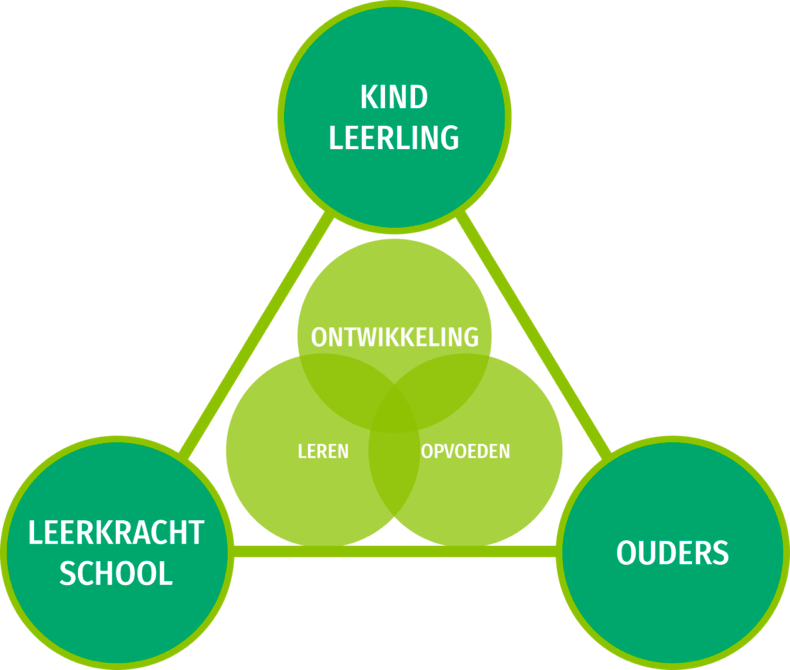 KIND
LEERLING
ONTWIKKELING
LEREN
OPVOEDEN
LEERKRACHT
SCHOOL
OUDERS